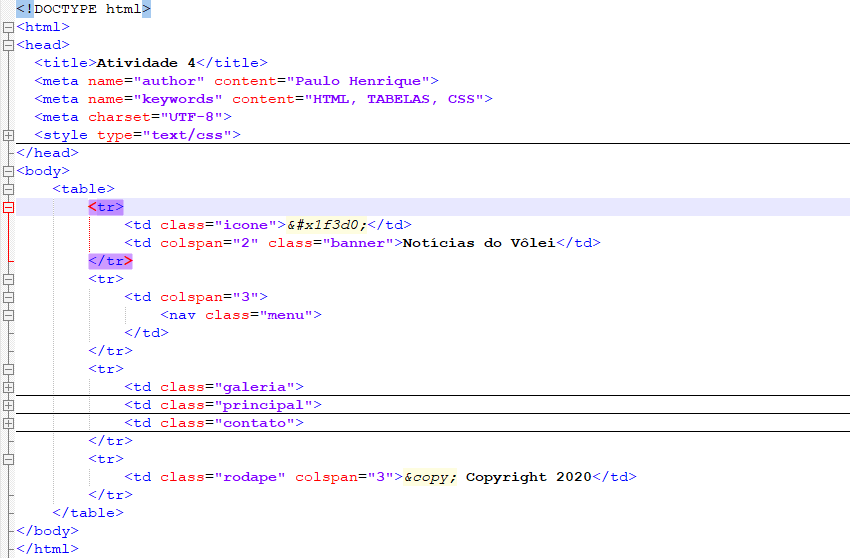 <!DOCTYPE html>
<html>
<head>
  <title>Atividade 4</title>
  <meta name="author" content="Paulo Henrique">
  <meta name="keywords" content="HTML, TABELAS, CSS">
  <meta charset="UTF-8">
  <style type="text/css">
</head>
<body>
    <table>
        <tr>
            <td class="icone">&#x1f3d0;</td>
            <td colspan="2" class="banner">Notícias do Vôlei</td>
        </tr>
        <tr>
            <td colspan="3">
                <nav class="menu">
            </td>
        </tr>
        <tr>
            <td class="galeria">
            <td class="principal">
            <td class="contato">
        </tr>
        <tr>
            <td class="rodape" colspan="3">&copy; Copyright 2020</td>
        </tr>
    </table>
</body>
</html>